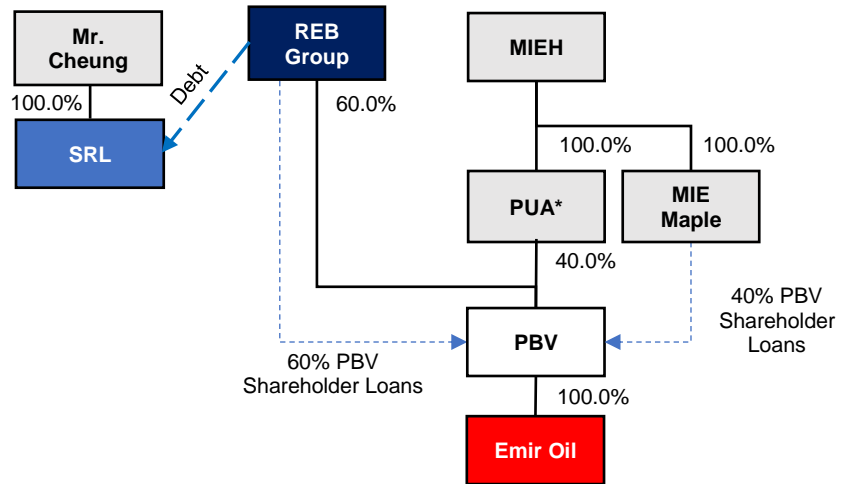 Mr.
Cheung
REB
Group
MIEH
Debt
100.0%
60.0%
SRL
100.0%
100.0%
PUA*
MIE
Maple
40.0%
40% PBV
Shareholder
Loans
PBV
60% PBV
Shareholder Loans
100.0%
Emir Oil